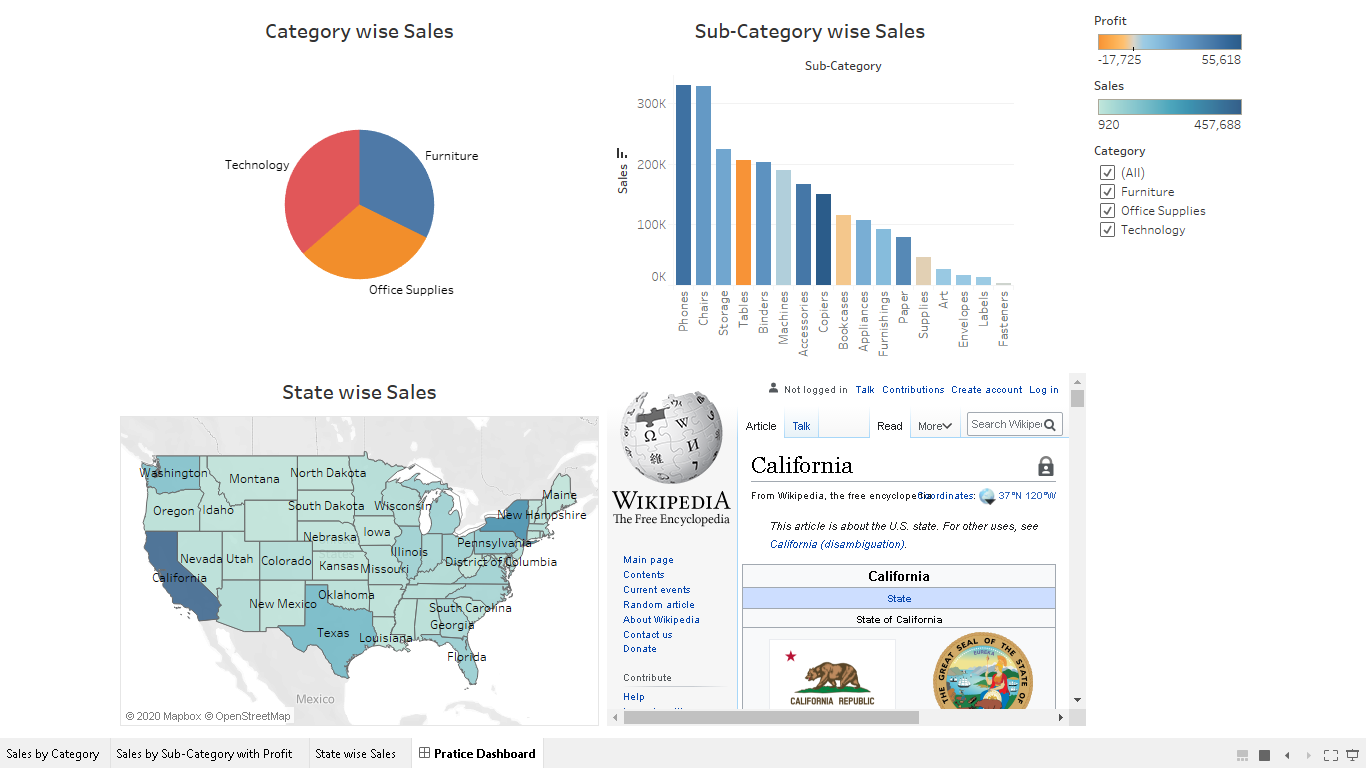 Category wise Sales
Technology
Furniture
Office Supplies
Sub-Category wise Sales
Sub-Category
Sales
300K
200K
100K
0K
Phones
Chairs
Storage
Tables
Binders
Machines
Accessories
Copiers
Bookcases
Appliances
Furnishings
Paper
Supplies
Art
Envelopes
Labels
Fasteners
Profit
-17,725 55,618
Sales
920 457,688
Category
(All)
Furniture
Office Supplies
Technology
State wise Sales
Washington
Montana
North Dakota
Oregon
Idaho
South Dakota
Wisconsin
Maine
New Hampshire
Nebraska
Iowa
Illinois
Pennsylvania
Nevada
Utah
Colorado
States
Kansas
Missouri
District of Columbia
California
Oklahoma
New Mexico
South Carolina
Georgia
Texas
Louisiana
Florida
Mexico
© 2020 Mapbox © OpenStreetMap
WIKIPEDIA
The Free Encyclopedia
Main page
Contents
Current events
Random article
About Wikipedia
Contact us
Donate
Contribute
Help
Not logged in Talk Contributions Create account Log in
Article Talk Read More Search Wikipe
California
From Wikipedia, the free encyclopedia
Coordinates: 37°N 120°W
This article is about the U.S. state. For other uses, see
California (disambiguation).
California
State
State of California
CALIFORNIA REPUBLIC
THE GREAT SEAL OF THE STATE OF
EUREKA
Sales by Category Sales by Sub-Category with Profit State wise Sales Pratice Dashboard